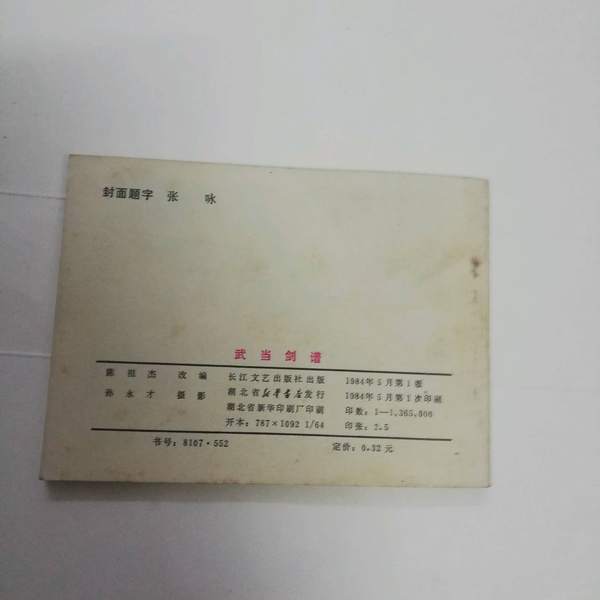 封面题字 张 咏
武当剑谱
陈祖杰 改编 长江文艺出版社出版 1984年5月第1版
孙永才 摄影 湖北省新华书店发行 1984年5月第1次印刷
湖北省新华印刷厂印刷 印数：1—1,365,000
开本：787×1092 1/64 印张：2.5
书号：8107·552 定价：0.32元